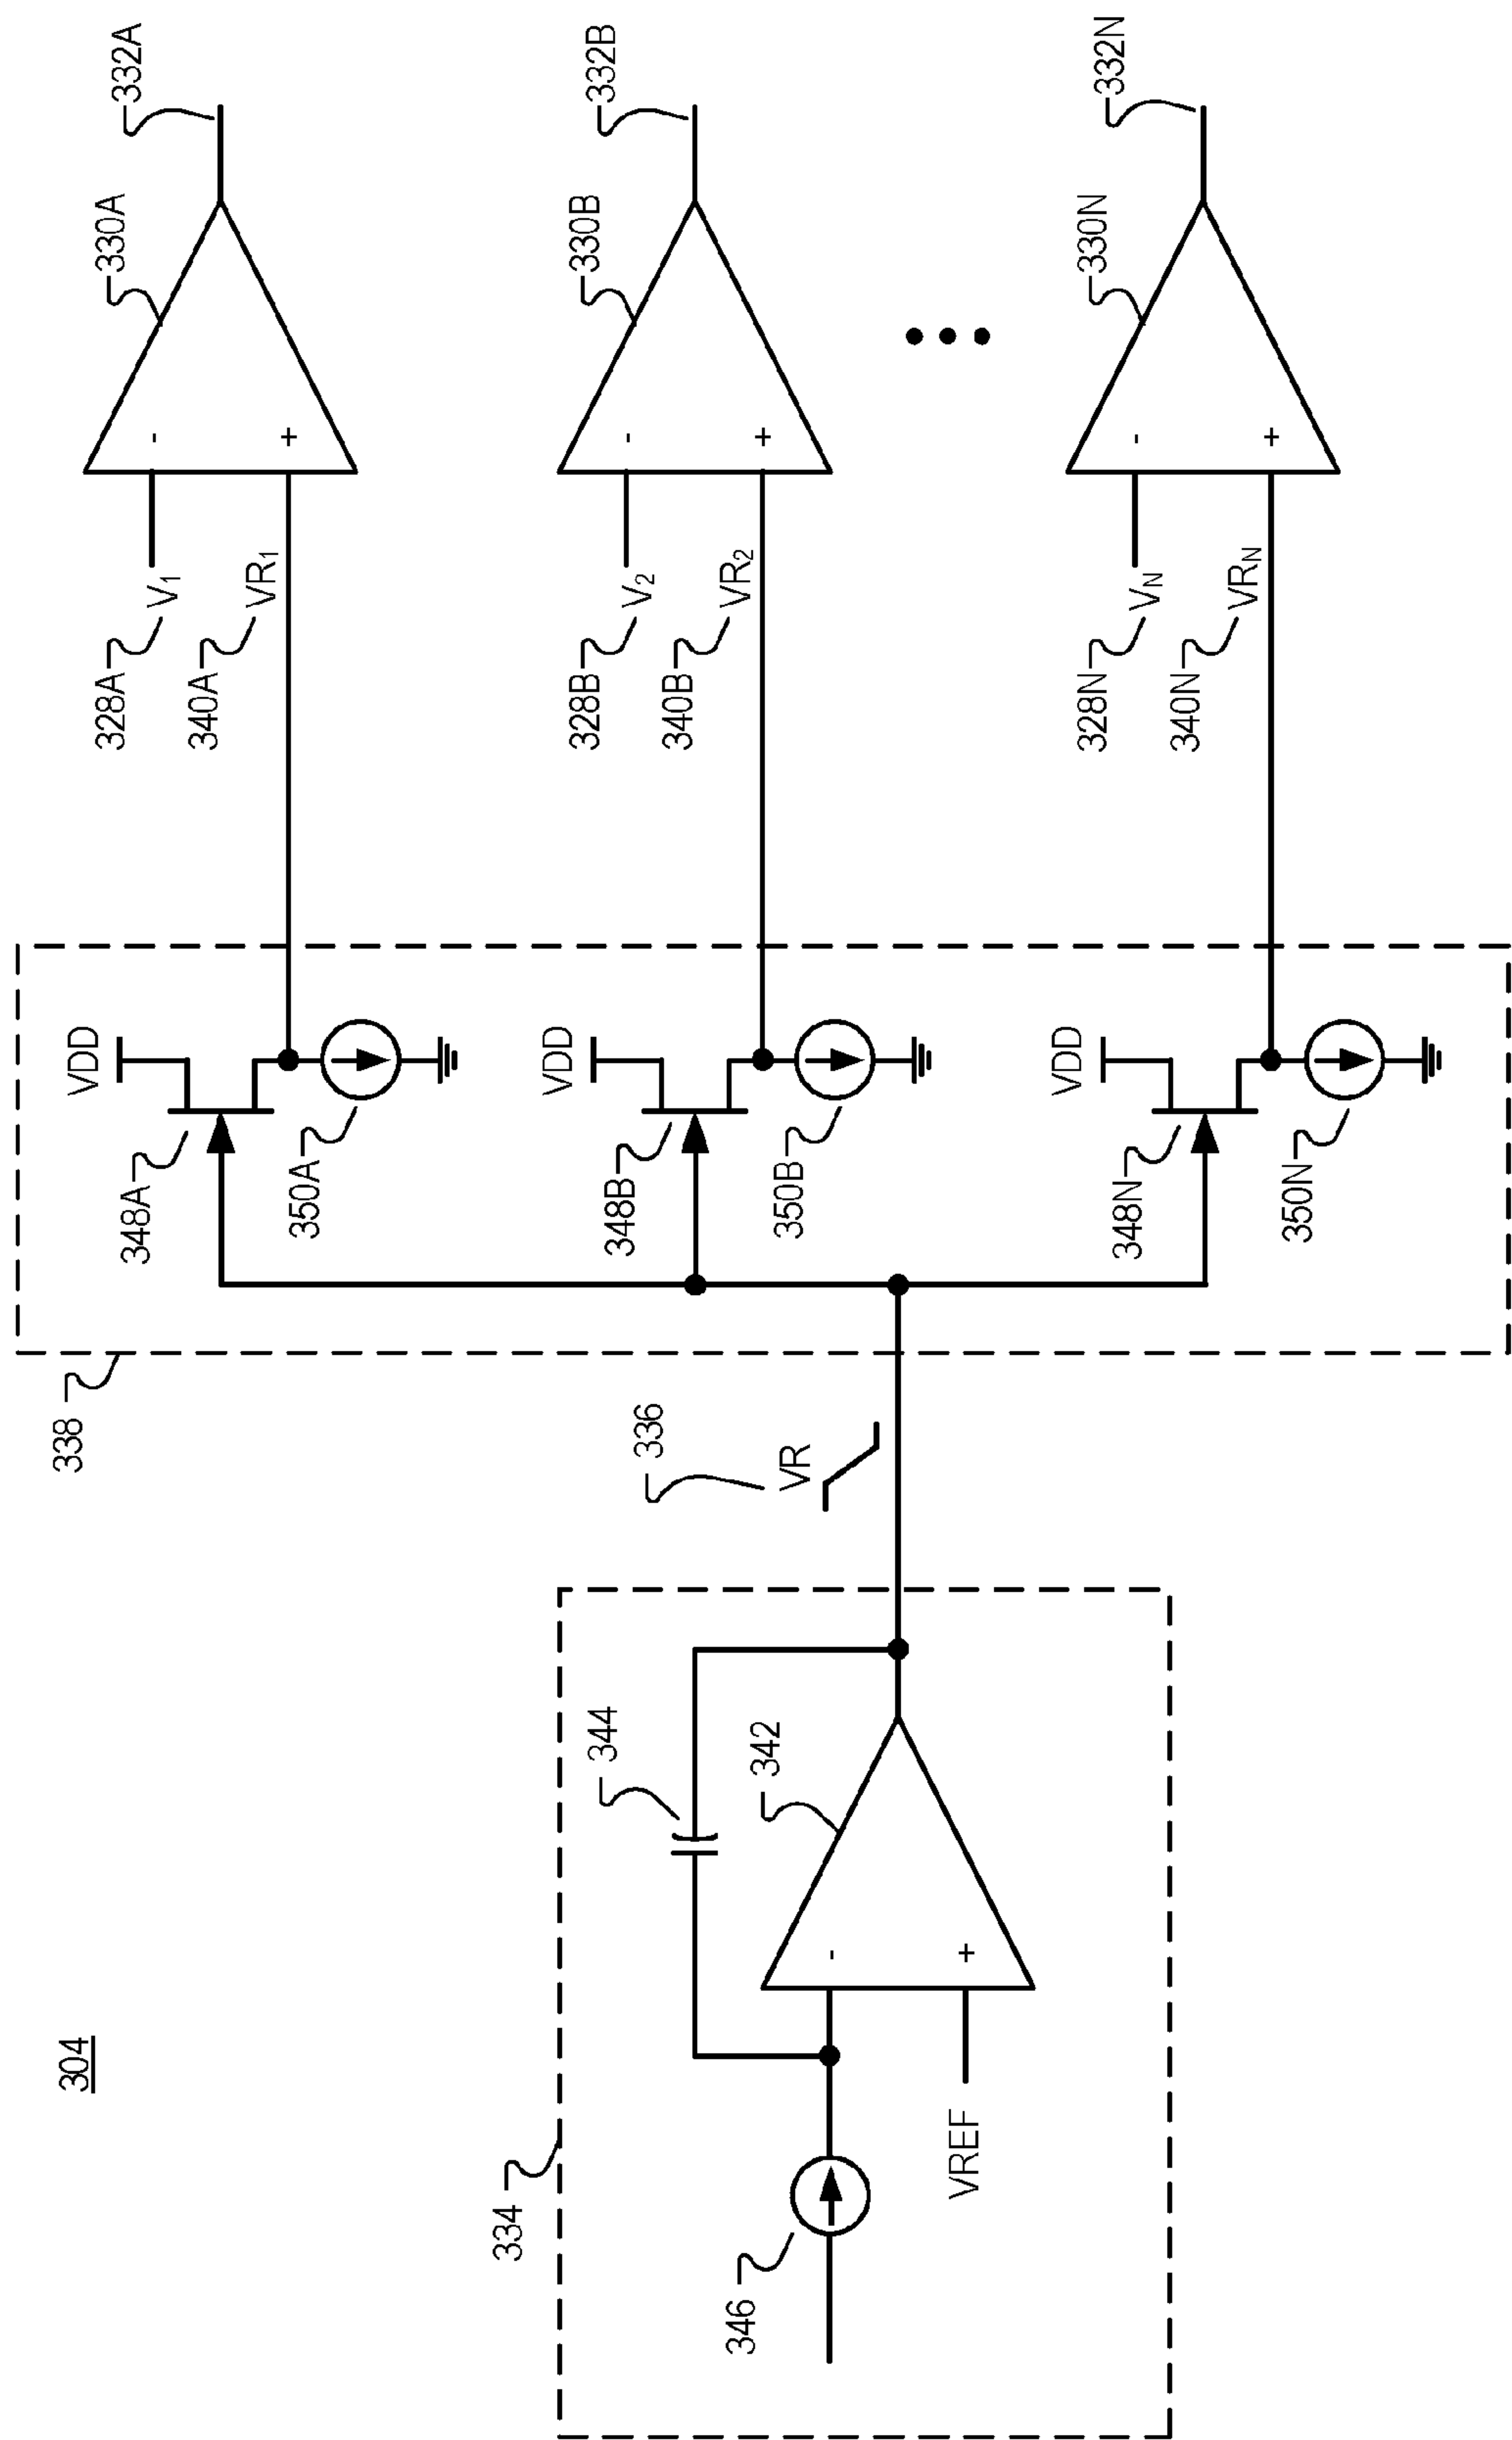 304
334
346
VREF
344
342
336
VR
338
VDD
348A
350A
VDD
348B
350B
VDD
348N
350N
328A
V1
340A
VR1
-
+
330A
332A
328B
V2
340B
VR2
-
+
330B
332B
328N
VN
340N
VRN
-
+
330N
332N
-
+